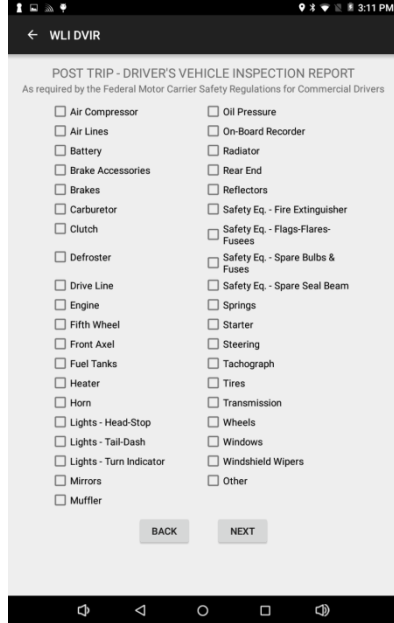 3:11 PM
WLI DVIR
POST TRIP - DRIVER'S VEHICLE INSPECTION REPORT
As required by the Federal Motor Carrier Safety Regulations for Commercial Drivers
Air Compressor
Air Lines
Battery
Brake Accessories
Brakes
Carburetor
Clutch
Defroster
Drive Line
Engine
Fifth Wheel
Front Axel
Fuel Tanks
Heater
Horn
Lights - Head-Stop
Lights - Tail-Dash
Lights - Turn Indicator
Mirrors
Muffler
Oil Pressure
On-Board Recorder
Radiator
Rear End
Reflectors
Safety Eq. - Fire Extinguisher
Safety Eq. - Flags-Flares-
Fusees
Safety Eq. - Spare Bulbs &
Fuses
Safety Eq. - Spare Seal Beam
Springs
Starter
Steering
Tachograph
Tires
Transmission
Wheels
Windows
Windshield Wipers
Other
BACK
NEXT